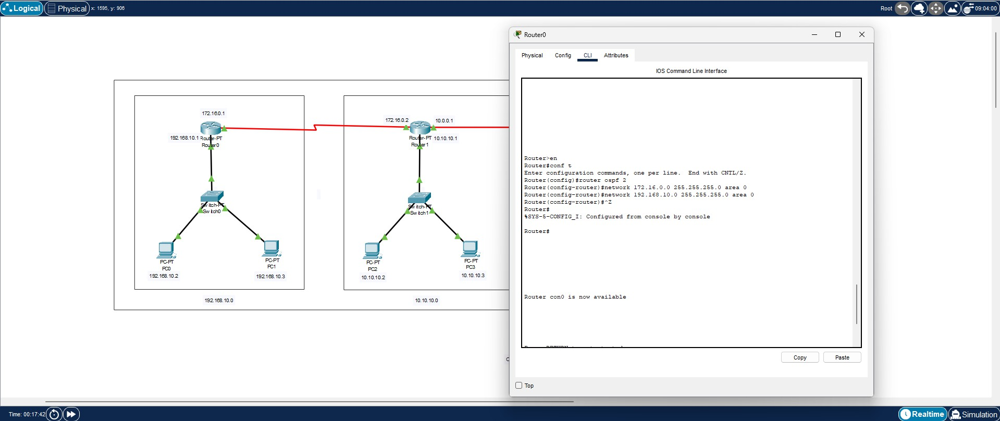 Logical
Physical
x: 1595, y: 906
Root
09:04:00
172.16.0.1
192.168.10.1
Router-PT
Router0
172.16.0.2
10.0.0.1
Router-PT
Router1
10.10.10.1
Switch-PT
Switch0
Switch-PT
Switch1
PC-PT
PC0
192.168.10.2
PC-PT
PC1
192.168.10.3
PC-PT
PC2
10.10.10.2
PC-PT
PC3
10.10.10.3
192.168.10.0
10.10.10.0
Router0
Physical
Config
CLI
Attributes
IOS Command Line Interface
Router>en
Router#conf t
Enter configuration commands, one per line.  End with CNTL/Z.
Router(config)#router ospf 2
Router(config-router)#network 172.16.0.0 255.255.255.0 area 0
Router(config-router)#network 192.168.10.0 255.255.255.0 area 0
Router(config-router)#^Z
Router#
%SYS-5-CONFIG_I: Configured from console by console
Router#
Router con0 is now available
Copy
Paste
Top
Time: 00:17:42
Realtime
Simulation